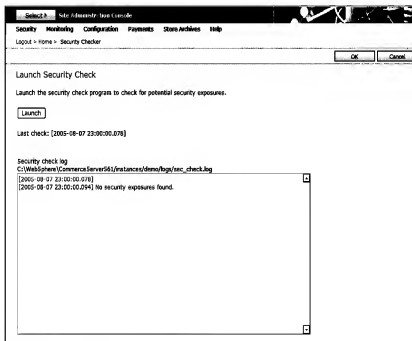 Select > Site Administration Console
Security Monitoring Configuration Payments Store Archives Help
Logout > Home > Security Checker
OK Cancel
Launch Security Check
Launch the security check program to check for potential security exposures.
Launch
Last check: [2005-08-07 23:00:00.078]
Security check log
C:\WebSphere\CommerceServer561/instances/demo/logs/sec_check.log
[2005-08-07 23:00:00.078]
[2005-08-07 23:00:00.094] No security exposures found.